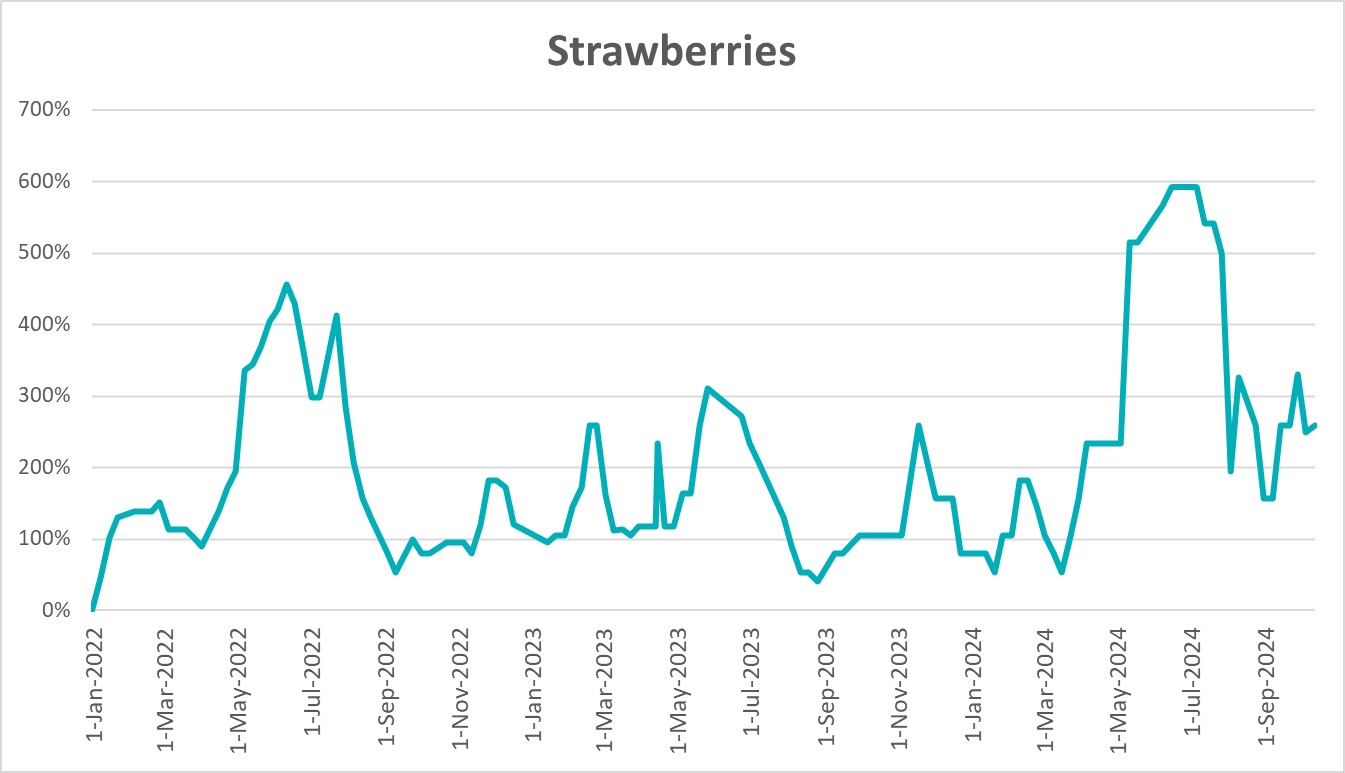 Strawberries
700%
600%
500%
400%
300%
200%
100%
0%
1-Jan-2022
1-Mar-2022
1-May-2022
1-Jul-2022
1-Sep-2022
1-Nov-2022
1-Jan-2023
1-Mar-2023
1-May-2023
1-Jul-2023
1-Sep-2023
1-Nov-2023
1-Jan-2024
1-Mar-2024
1-May-2024
1-Jul-2024
1-Sep-2024